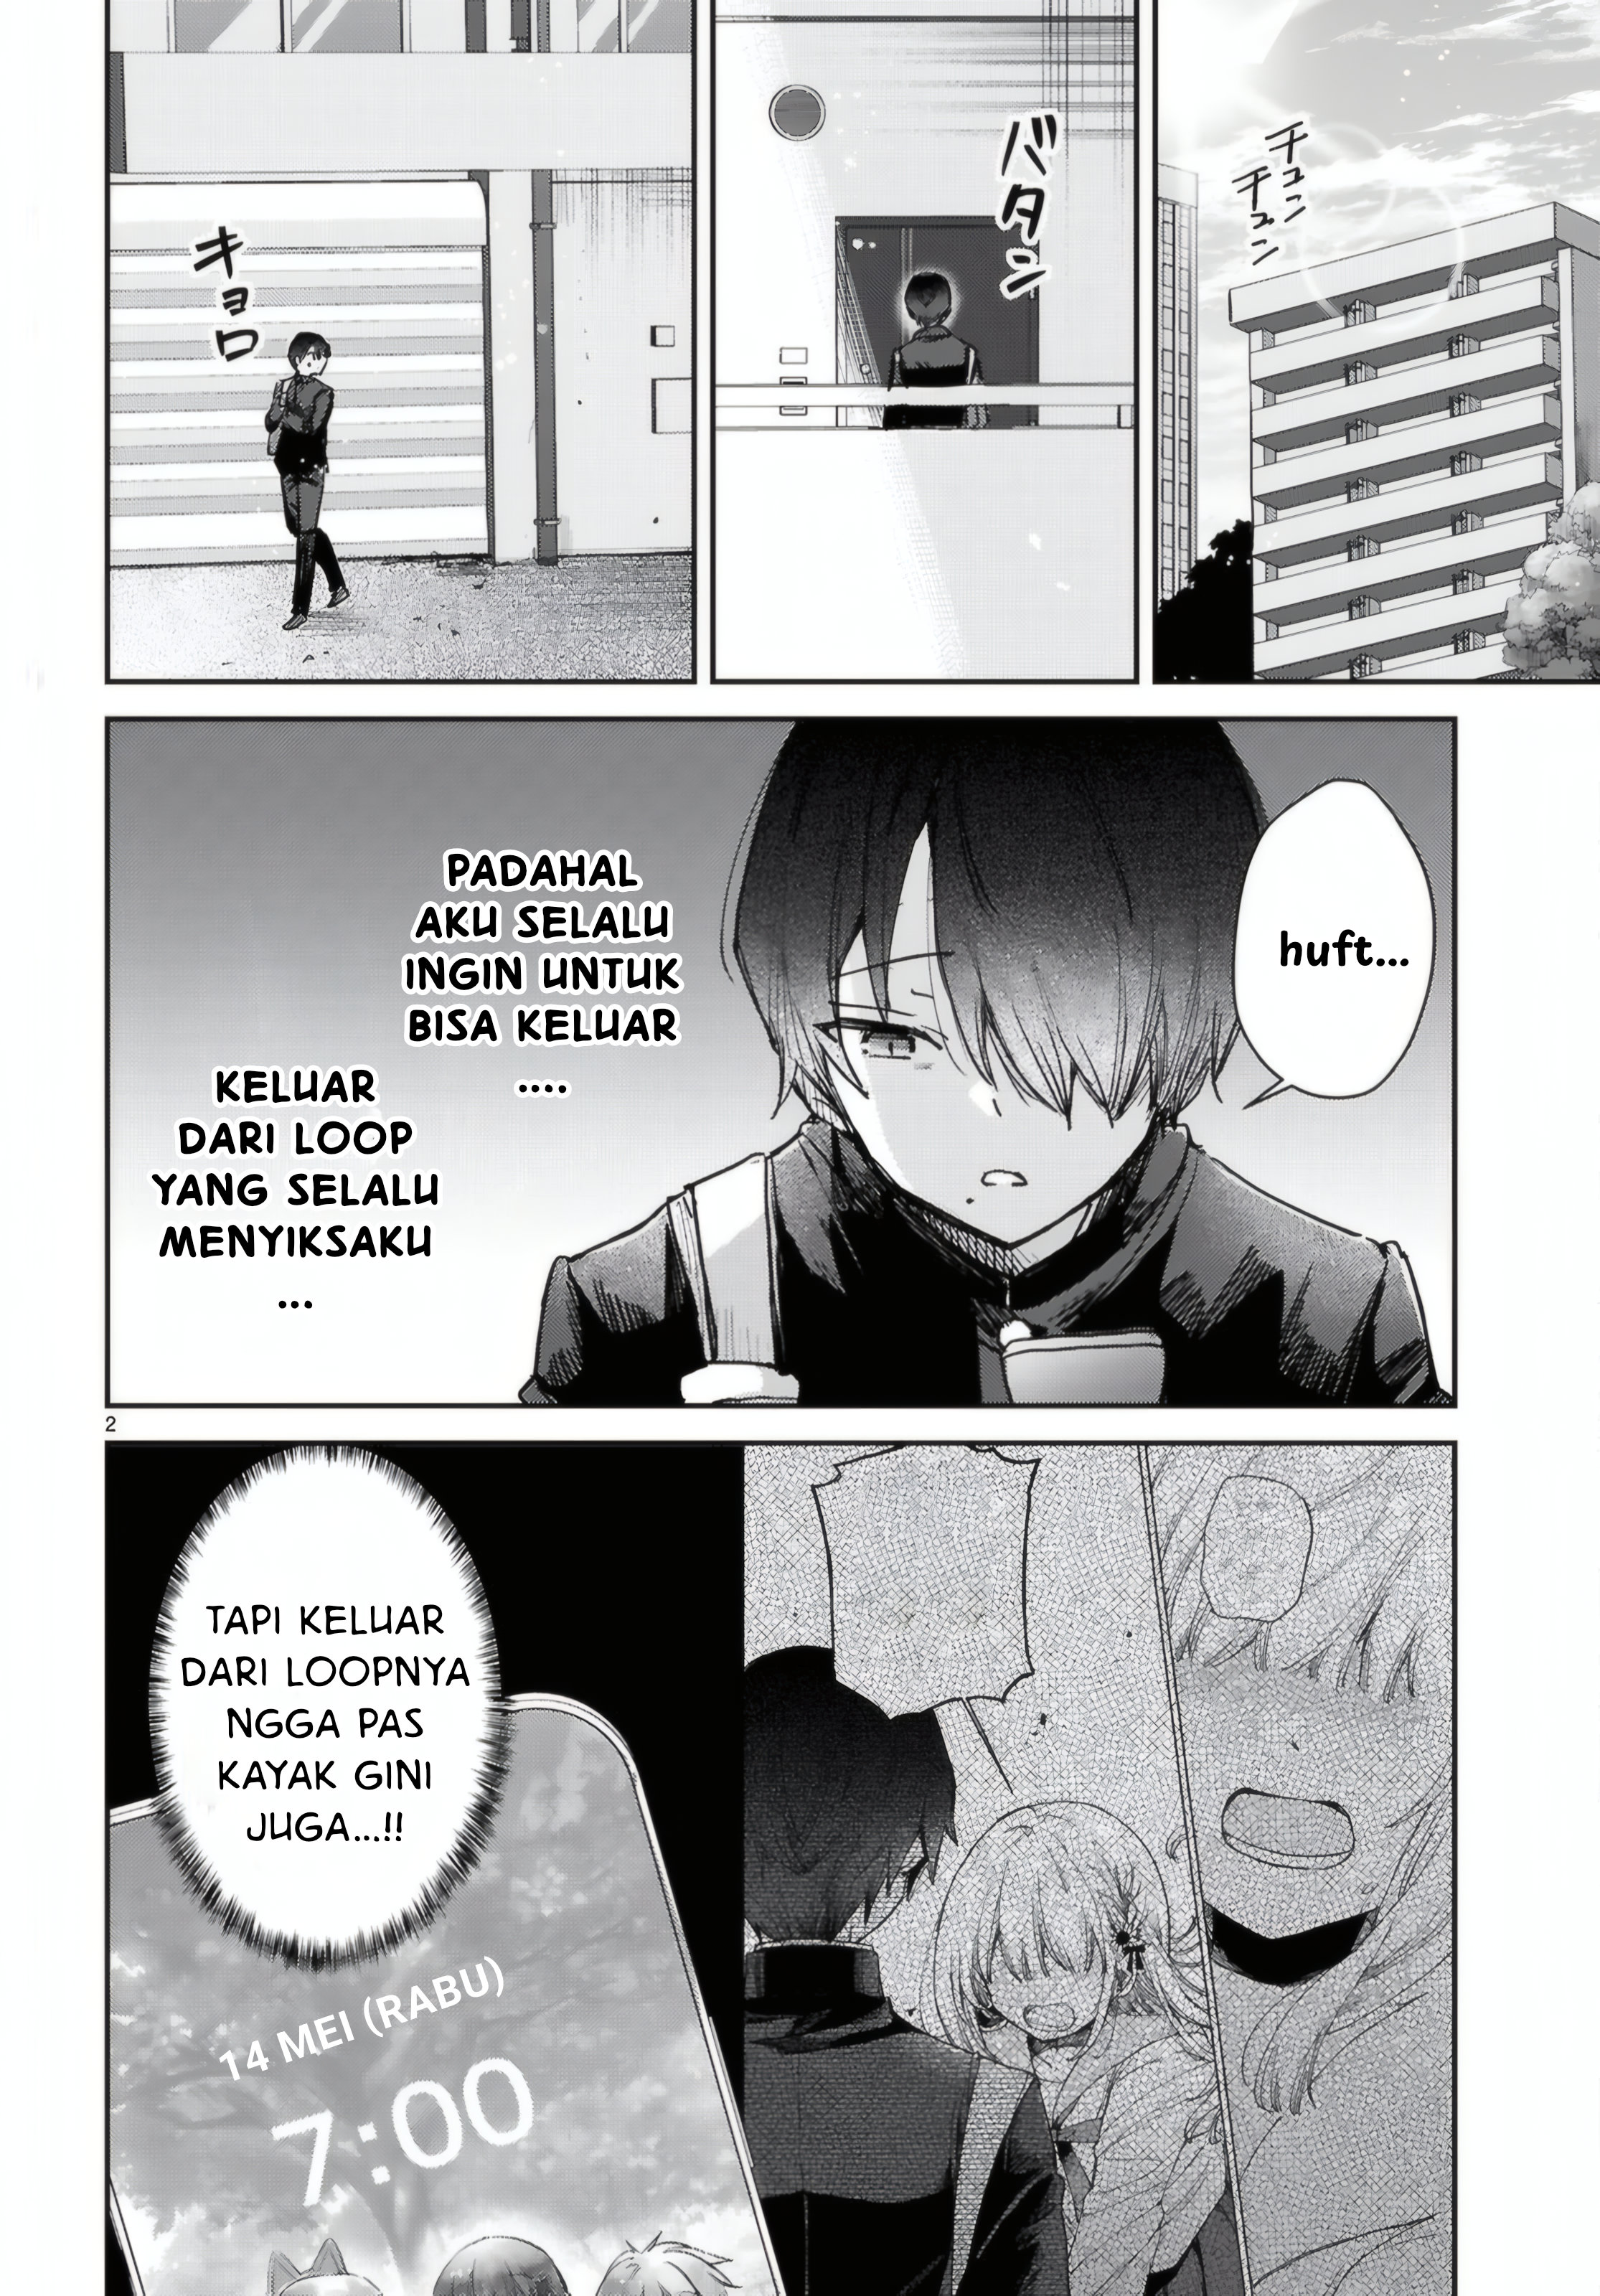 チュン
チュン
バタン
キョロ
huft...
PADAHAL
AKU SELALU
INGIN UNTUK
BISA KELUAR
....
KELUAR
DARI LOOP
YANG SELALU
MENYIKSAKU
...
2
TAPI KELUAR
DARI LOOPNYA
NGGA PAS
KAYAK GINI
JUGA...!!
14 MEI (RABU)
7:00